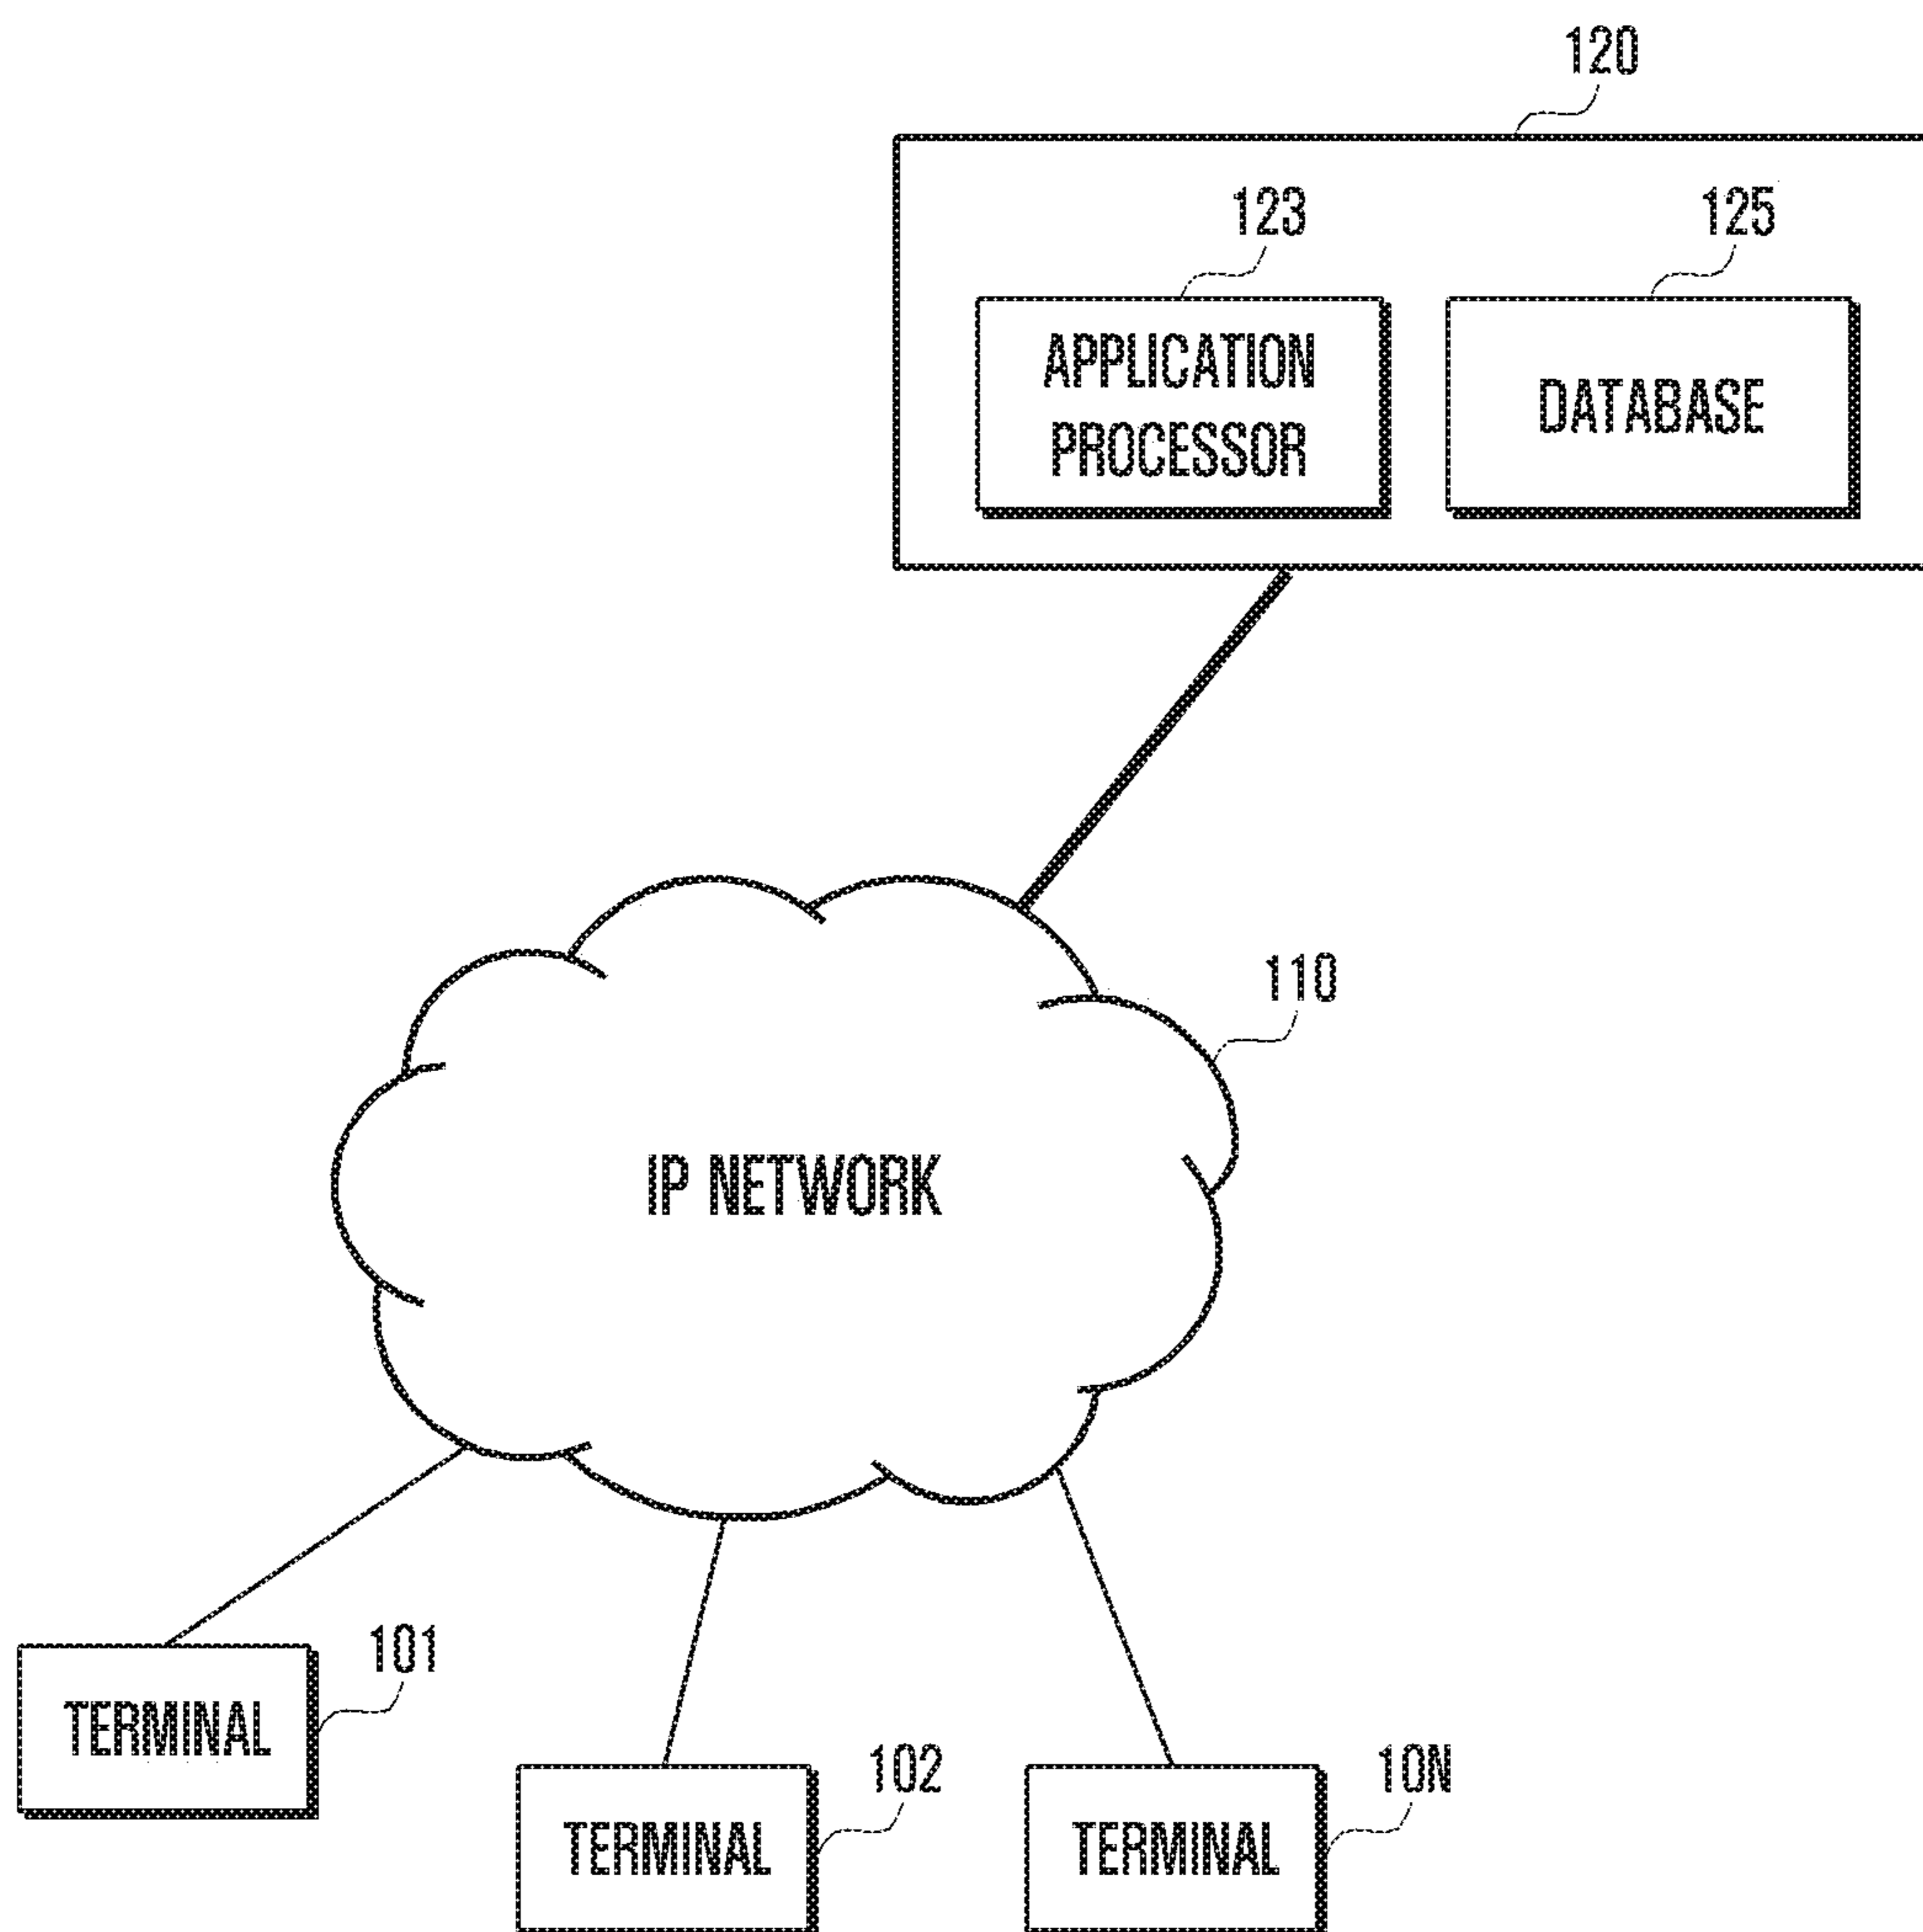 120
123
125
APPLICATION
PROCESSOR
DATABASE
110
IP NETWORK
101
TERMINAL
102
TERMINAL
10N
TERMINAL